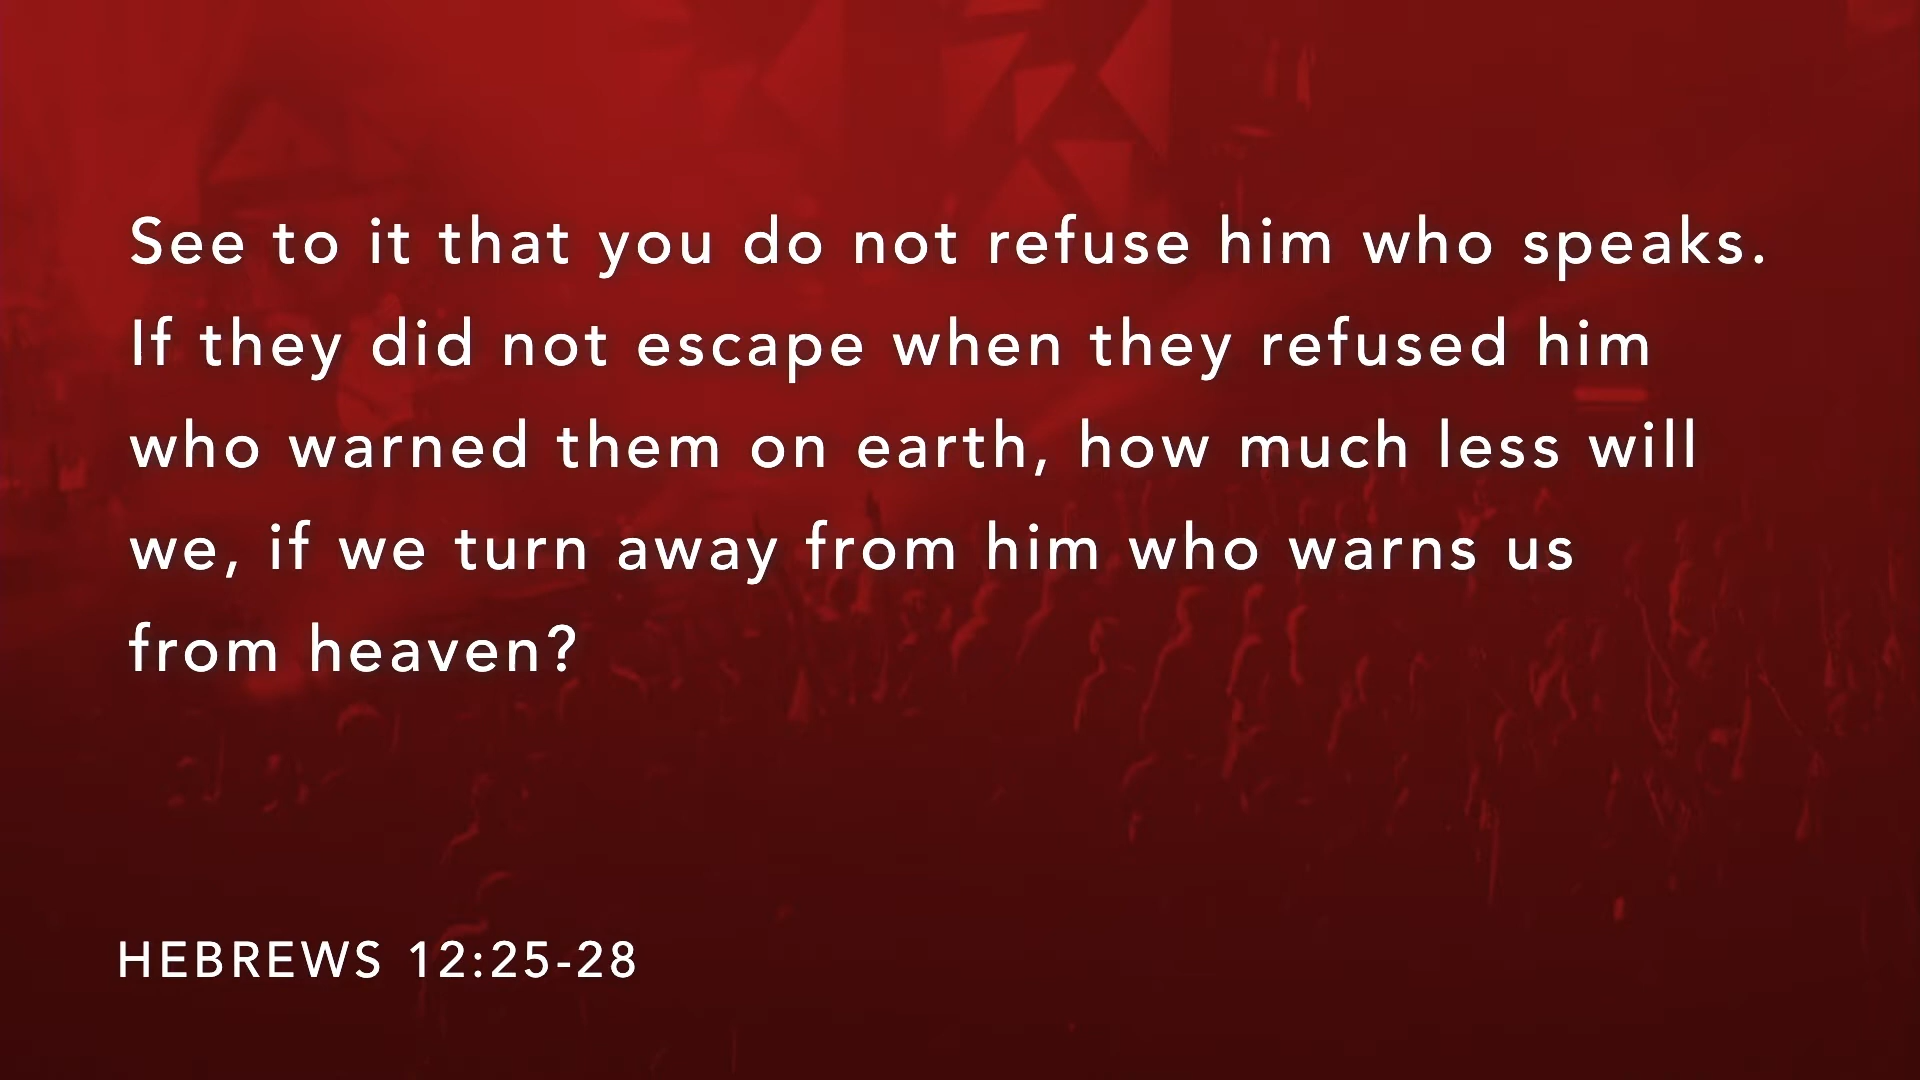 See to it that you do not refuse him who speaks.
If they did not escape when they refused him
who warned them on earth, how much less will
we, if we turn away from him who warns us
from heaven?
HEBREWS 12:25-28